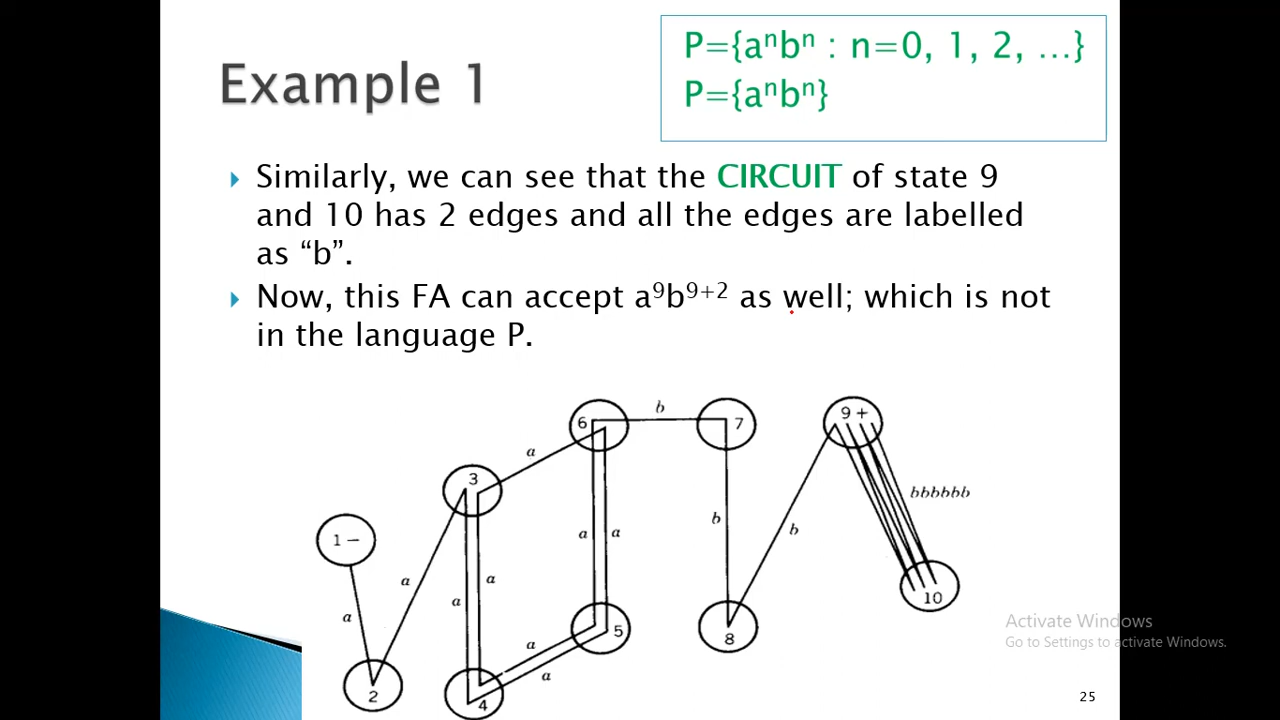 Example 1
P={aⁿbⁿ : n=0, 1, 2, …}
P={aⁿbⁿ}
Similarly, we can see that the CIRCUIT of state 9
and 10 has 2 edges and all the edges are labelled
as “b”.
Now, this FA can accept a⁹b⁹⁺² as well; which is not
in the language P.
1 −
a
2
a
3
a
a
4
a
a
5
a
a
a
6
b
7
b
8
b
9 +
bbbbbb
10
Activate Windows
Go to Settings to activate Windows.
25